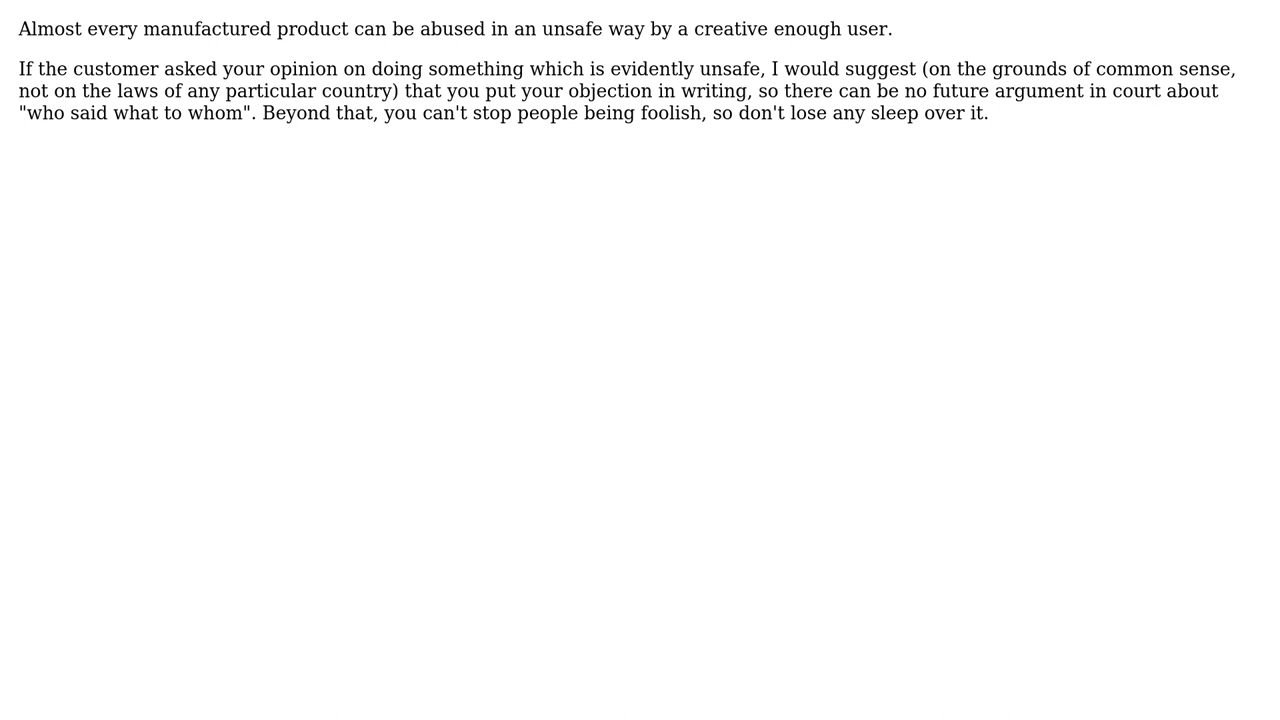 Almost every manufactured product can be abused in an unsafe way by a creative enough user.
If the customer asked your opinion on doing something which is evidently unsafe, I would suggest (on the grounds of common sense,
not on the laws of any particular country) that you put your objection in writing, so there can be no future argument in court about
"who said what to whom". Beyond that, you can't stop people being foolish, so don't lose any sleep over it.